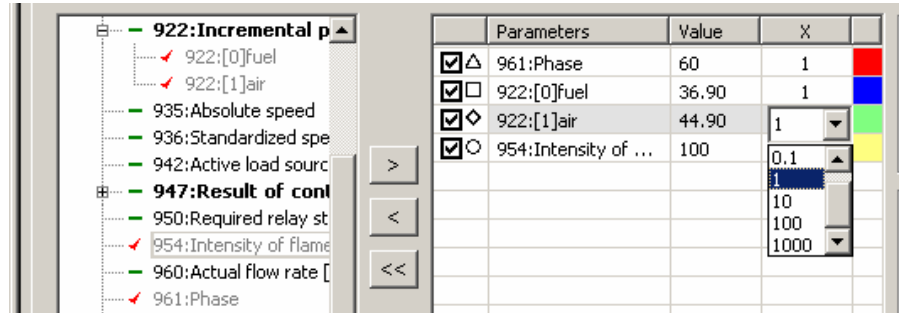 922:Incremental p
922:[0]fuel
922:[1]air
935:Absolute speed
936:Standardized spe
942:Active load sourc
947:Result of cont
950:Required relay st
954:Intensity of flame
960:Actual flow rate [
961:Phase
>
<
<<
Parameters Value X
961:Phase 60 1
922:[0]fuel 36.90 1
922:[1]air 44.90 1
954:Intensity of ... 100
0.1
1
10
100
1000